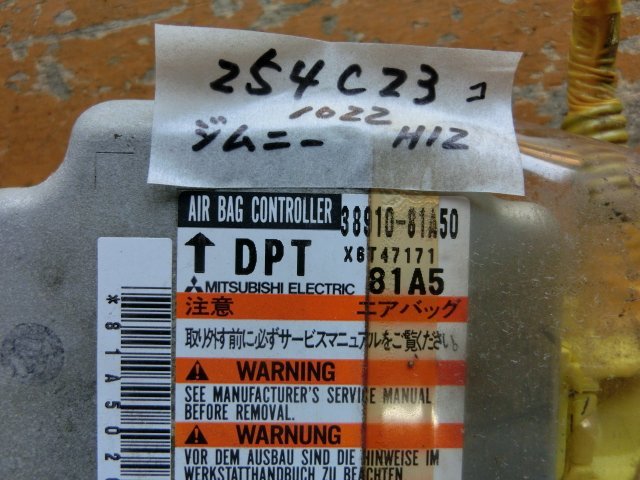 254C23 コ
1022
ジムニー H12
AIR BAG CONTROLLER 38910-81A50
DPT X6T47171
MITSUBISHI ELECTRIC 81A5
注意 エアバッグ
取り外す前に必ずサービスマニュアルをご覧ください。
WARNING
SEE MANUFACTURER'S SERVICE MANUAL
BEFORE REMOVAL.
WARNUNG
VOR DEM AUSBAU SIND DIE HINWEISE IM
WERKSTATTHANDBUCH ZU BEACHTEN
*81A502